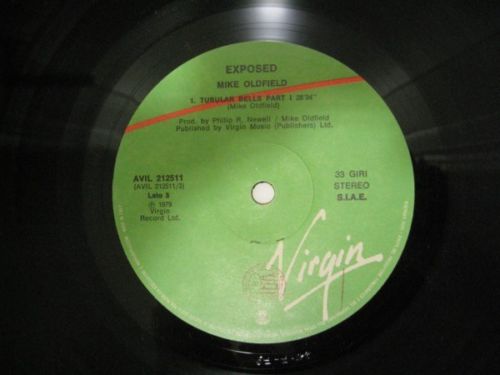 EXPOSED
MIKE OLDFIELD
1. TUBULAR BELLS PART I 28'34"
(Mike Oldfield)
Prod. by Philip R. Newell / Mike Oldfield
Published by Virgin Music (Publishers) Ltd.
AVIL 212511
(AVIL 212511/3)
Lato 3
℗ 1979
Virgin
Record Ltd.
33 GIRI
STEREO
S.I.A.E.
Virgin